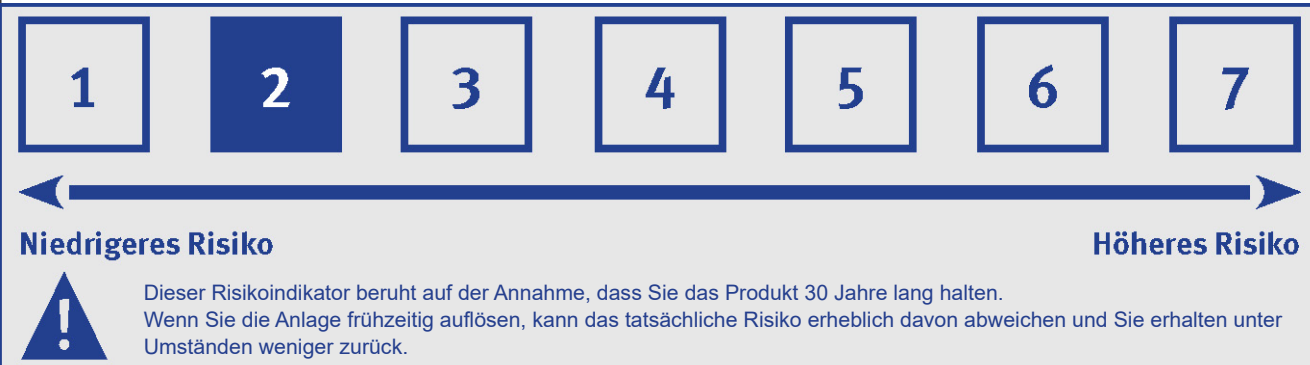 1 2 3 4 5 6 7
Niedrigeres Risiko Höheres Risiko
!
Dieser Risikoindikator beruht auf der Annahme, dass Sie das Produkt 30 Jahre lang halten.
Wenn Sie die Anlage frühzeitig auflösen, kann das tatsächliche Risiko erheblich davon abweichen und Sie erhalten unter
Umständen weniger zurück.